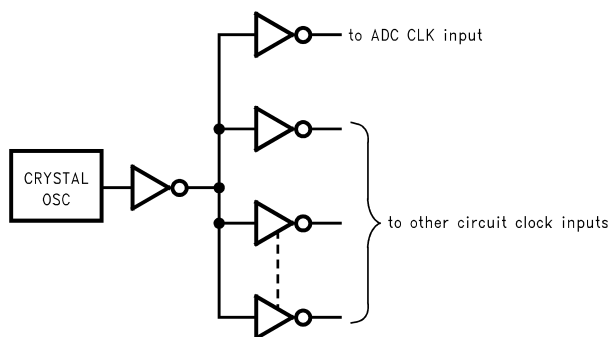 to ADC CLK input
CRYSTAL
OSC
to other circuit clock inputs